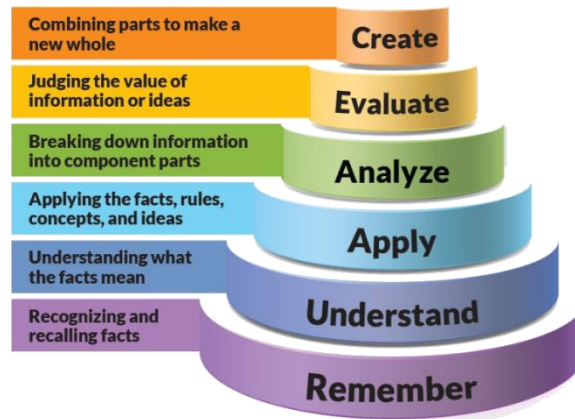 Combining parts to make a
new whole
Create
Judging the value of
information or ideas
Evaluate
Breaking down information
into component parts
Analyze
Applying the facts, rules,
concepts, and ideas
Apply
Understanding what
the facts mean
Understand
Recognizing and
recalling facts
Remember